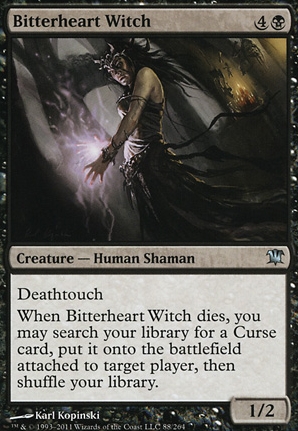 Bitterheart Witch 4
Creature — Human Shaman
Deathtouch
When Bitterheart Witch dies, you
may search your library for a Curse
card, put it onto the battlefield
attached to target player, then
shuffle your library.
Karl Kopinski
1/2
™ & © 1993-2011 Wizards of the Coast LLC 88/264